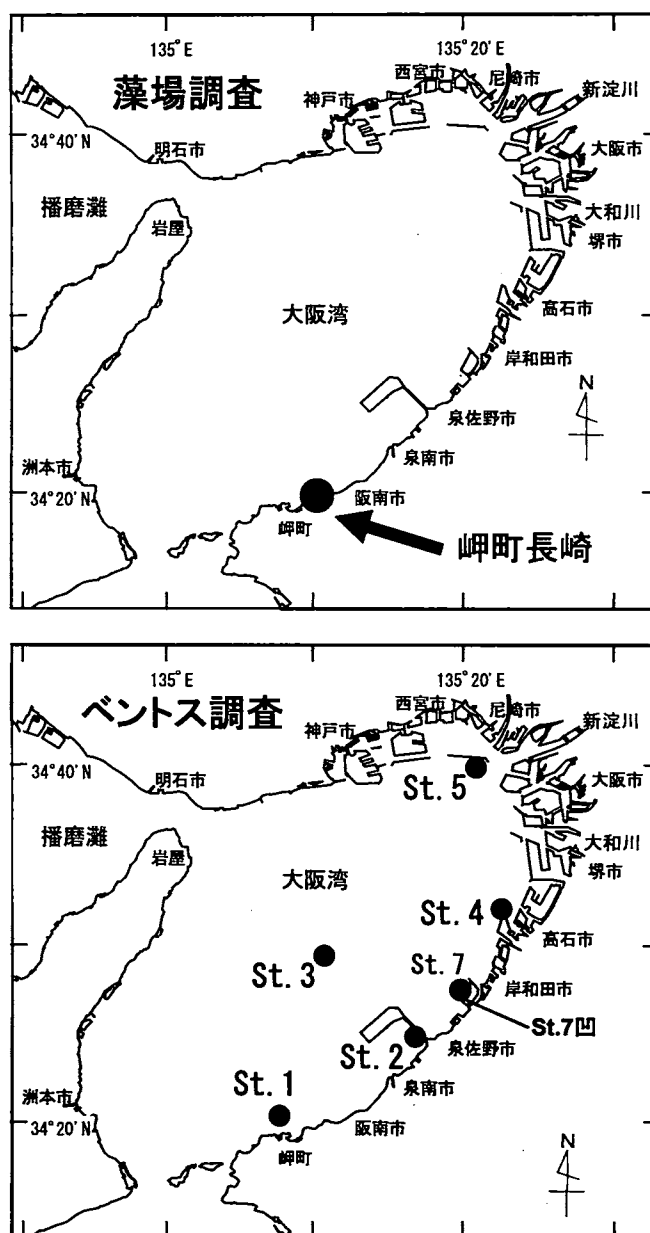 135°E
135°20'E
藻場調査
西宮市
尼崎市
新淀川
神戸市
34°40'N
明石市
大阪市
播磨灘
岩屋
大和川
堺市
大阪湾
高石市
岸和田市
N
泉佐野市
泉南市
洲本市
34°20'N
阪南市
岬町
岬町長崎
135°E
135°20'E
ベントス調査
西宮市
尼崎市
新淀川
神戸市
34°40'N
明石市
St. 5
大阪市
播磨灘
大和川
岩屋
堺市
大阪湾
St. 4
高石市
St. 3
St. 7
岸和田市
St.7凹
St. 2
泉佐野市
泉南市
St. 1
洲本市
34°20'N
阪南市
岬町
N